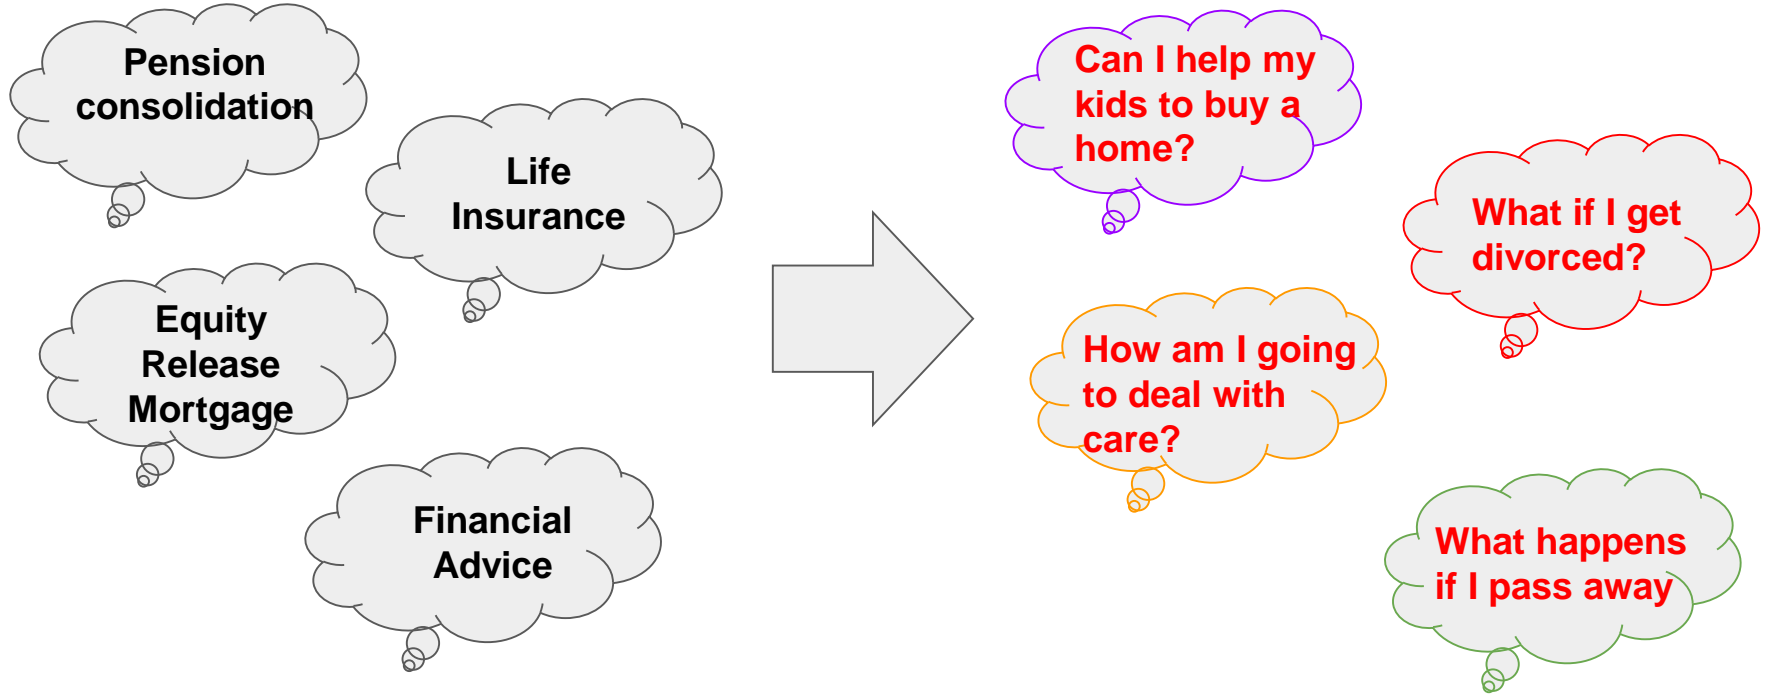 Pension
consolidation
Life
Insurance
Equity
Release
Mortgage
Financial
Advice
Can I help my
kids to buy a
home?
What if I get
divorced?
How am I going
to deal with
care?
What happens
if I pass away